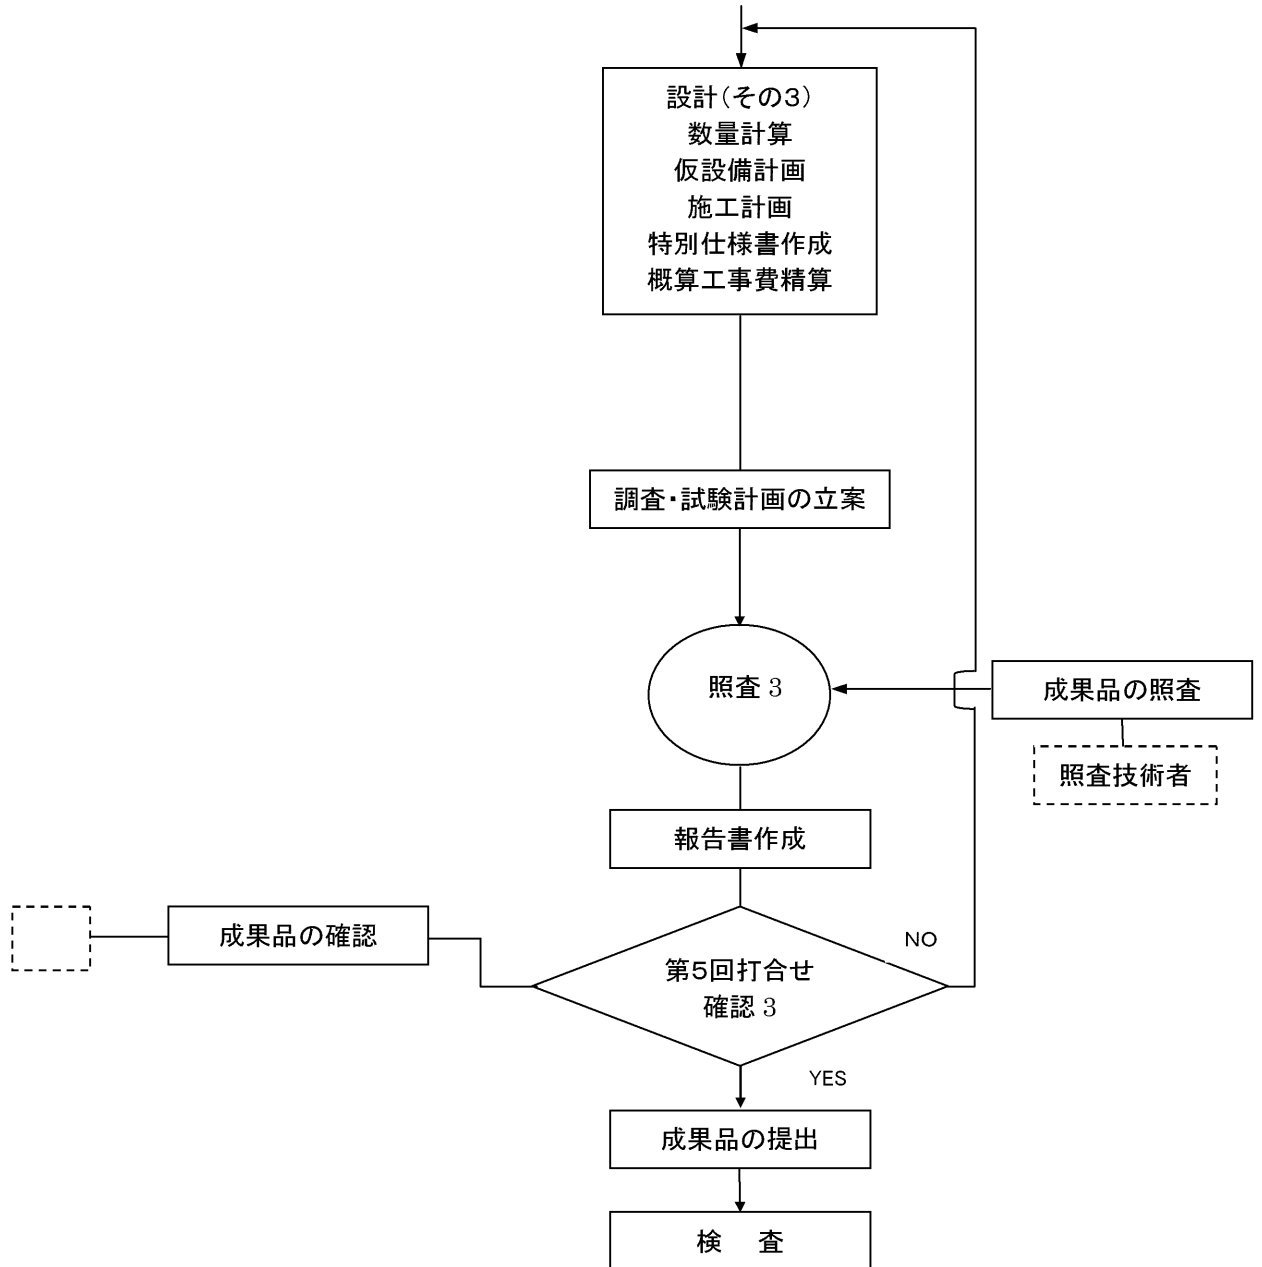 設計（その３）
数量計算
仮設備計画
施工計画
特別仕様書作成
概算工事費精算
調査・試験計画の立案
照査 3
成果品の照査
照査技術者
報告書作成
成果品の確認
NO
第５回打合せ
確認 3
YES
成果品の提出
検　査